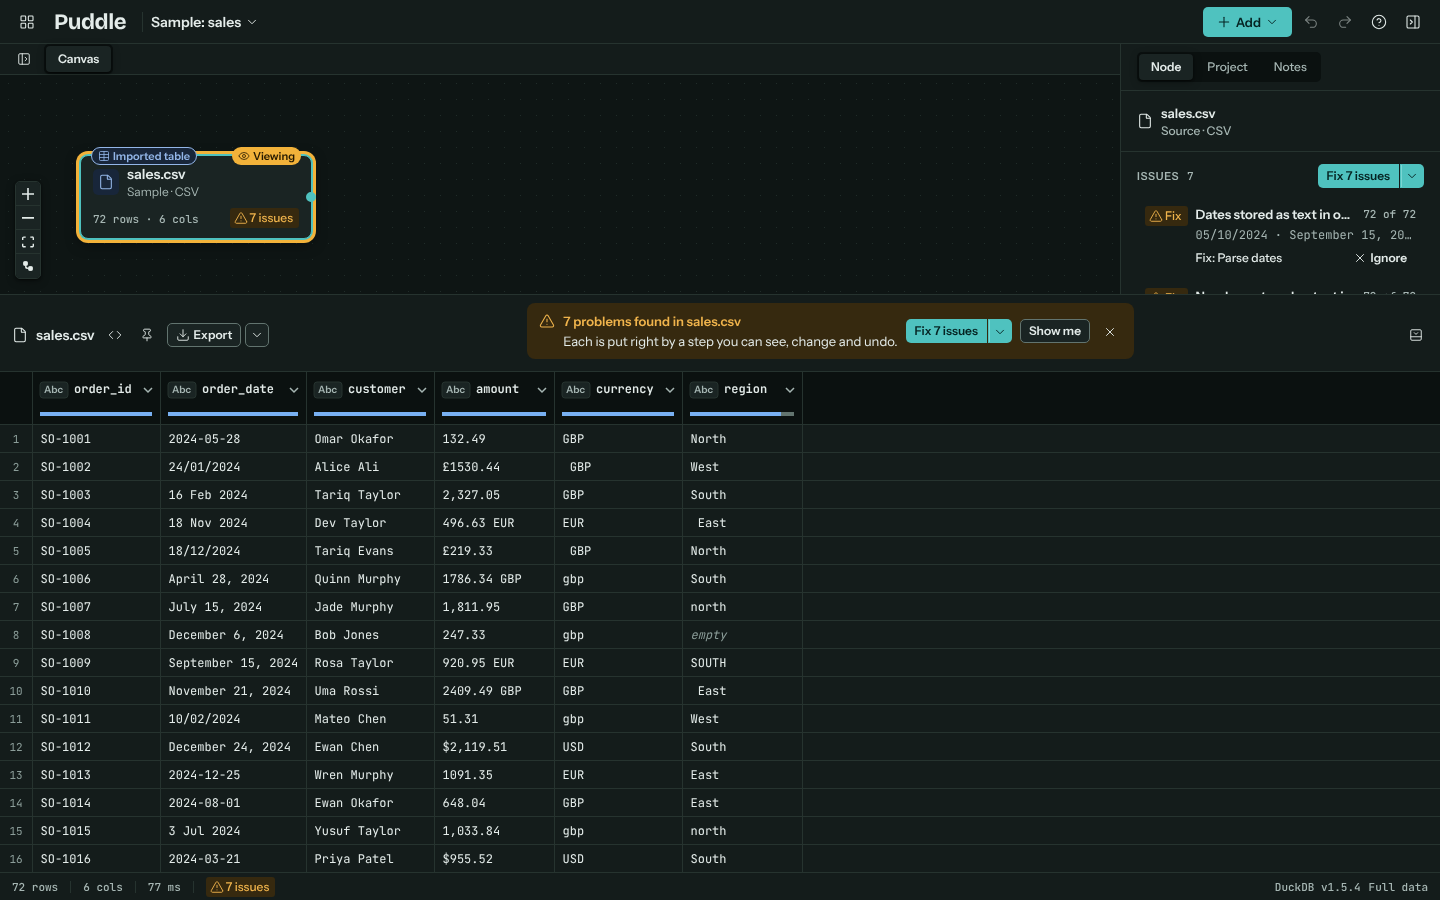 Puddle
Sample: sales
Add
Canvas
Node
Project
Notes
sales.csv
Source · CSV
ISSUES 7
Fix 7 issues
Fix
Dates stored as text in o...
72 of 72
05/10/2024 · September 15, 20...
Fix: Parse dates
Ignore
Imported table
Viewing
sales.csv
Sample · CSV
72 rows · 6 cols
7 issues
sales.csv
Export
7 problems found in sales.csv
Each is put right by a step you can see, change and undo.
Fix 7 issues
Show me
Abc order_id Abc order_date Abc customer Abc amount Abc currency Abc region
1 SO-1001 2024-05-28 Omar Okafor 132.49 GBP North
2 SO-1002 24/01/2024 Alice Ali £1530.44 GBP West
3 SO-1003 16 Feb 2024 Tariq Taylor 2,327.05 GBP South
4 SO-1004 18 Nov 2024 Dev Taylor 496.63 EUR EUR East
5 SO-1005 18/12/2024 Tariq Evans £219.33 GBP North
6 SO-1006 April 28, 2024 Quinn Murphy 1786.34 GBP gbp South
7 SO-1007 July 15, 2024 Jade Murphy 1,811.95 GBP north
8 SO-1008 December 6, 2024 Bob Jones 247.33 gbp empty
9 SO-1009 September 15, 2024 Rosa Taylor 920.95 EUR EUR SOUTH
10 SO-1010 November 21, 2024 Uma Rossi 2409.49 GBP GBP East
11 SO-1011 10/02/2024 Mateo Chen 51.31 gbp West
12 SO-1012 December 24, 2024 Ewan Chen $2,119.51 USD South
13 SO-1013 2024-12-25 Wren Murphy 1091.35 EUR East
14 SO-1014 2024-08-01 Ewan Okafor 648.04 GBP East
15 SO-1015 3 Jul 2024 Yusuf Taylor 1,033.84 gbp north
16 SO-1016 2024-03-21 Priya Patel $955.52 USD South
72 rows 6 cols 77 ms 7 issues
DuckDB v1.5.4 Full data